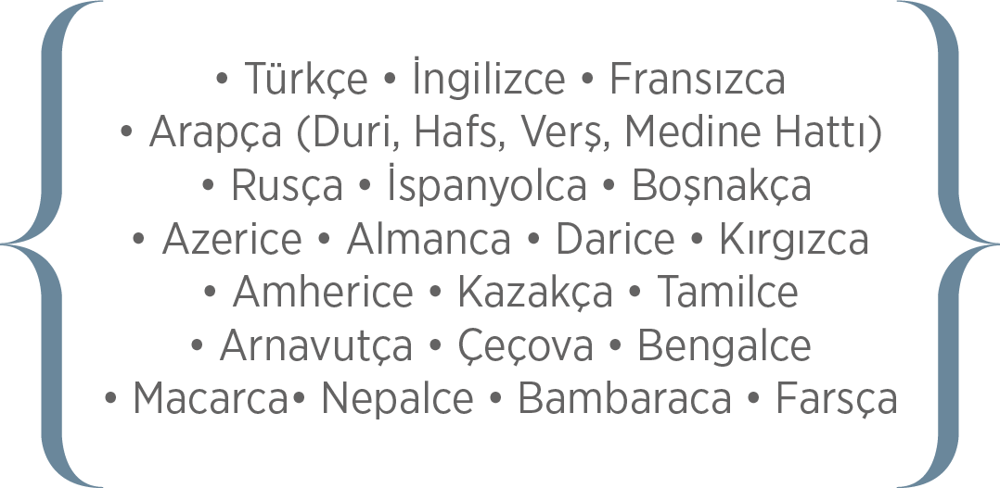 • Türkçe • İngilizce • Fransızca
• Arapça (Duri, Hafs, Verş, Medine Hattı)
• Rusça • İspanyolca • Boşnakça
• Azerice • Almanca • Darice • Kırgızca
• Amherice • Kazakça • Tamilce
• Arnavutça • Çeçova • Bengalce
• Macarca• Nepalce • Bambaraca • Farsça